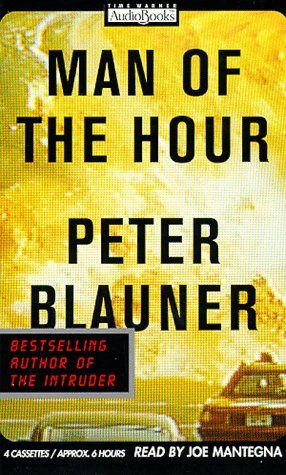 TIME WARNER
AudioBooks™
MAN OF
THE HOUR
PETER
BLAUNER
BESTSELLING
AUTHOR OF
THE INTRUDER
4 CASSETTES / APPROX. 6 HOURS READ BY JOE MANTEGNA